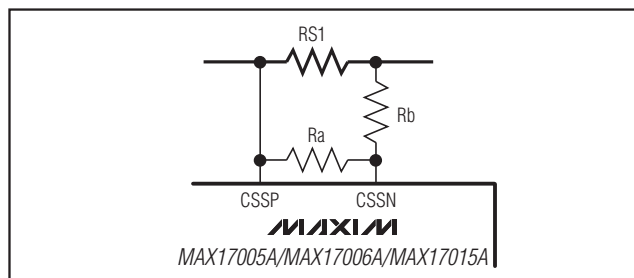 RS1
Rb
Ra
CSSP CSSN
MAXIM
MAX17005A/MAX17006A/MAX17015A